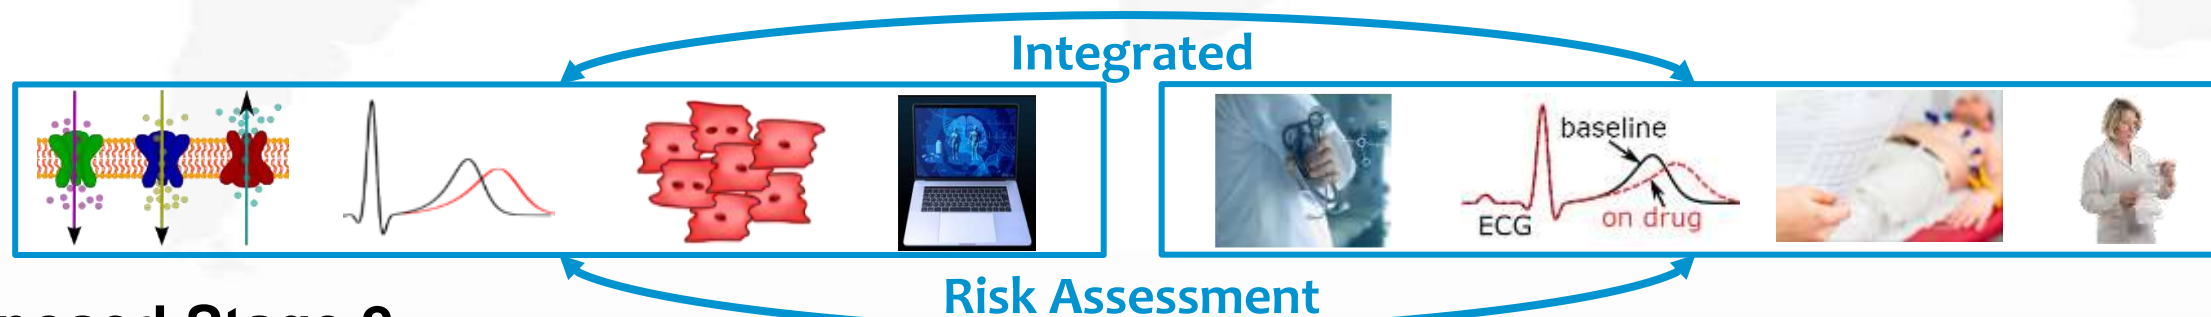 Integrated
baseline
ECG
on drug
Risk Assessment